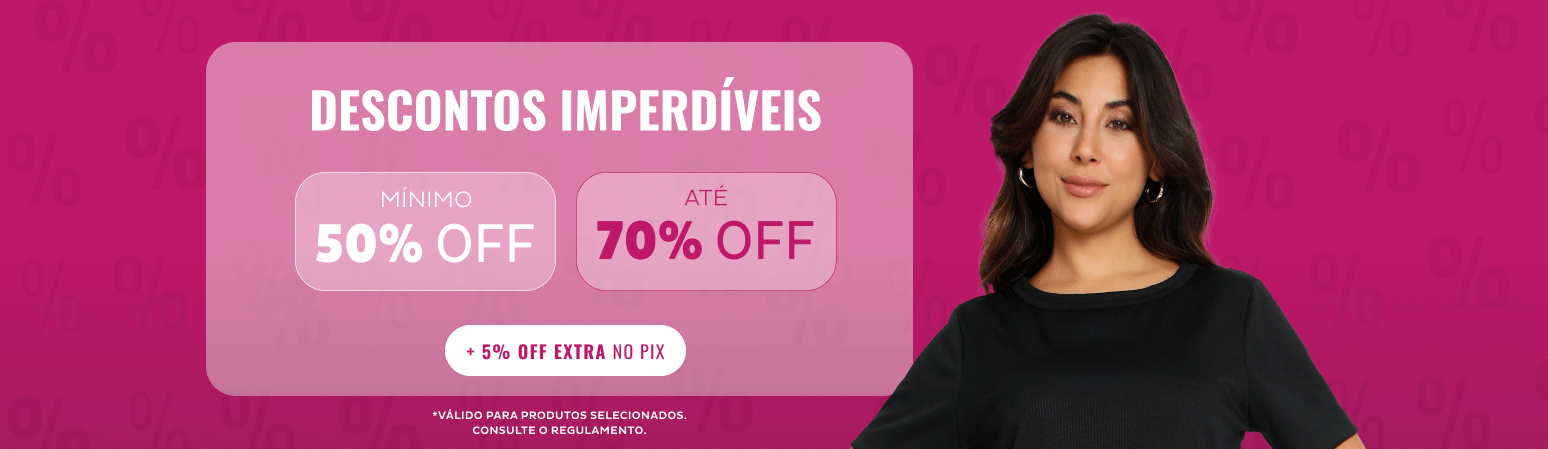 DESCONTOS IMPERDÍVEIS
MÍNIMO
50% OFF
ATÉ
70% OFF
+ 5% OFF EXTRA NO PIX
*VÁLIDO PARA PRODUTOS SELECIONADOS.
CONSULTE O REGULAMENTO.